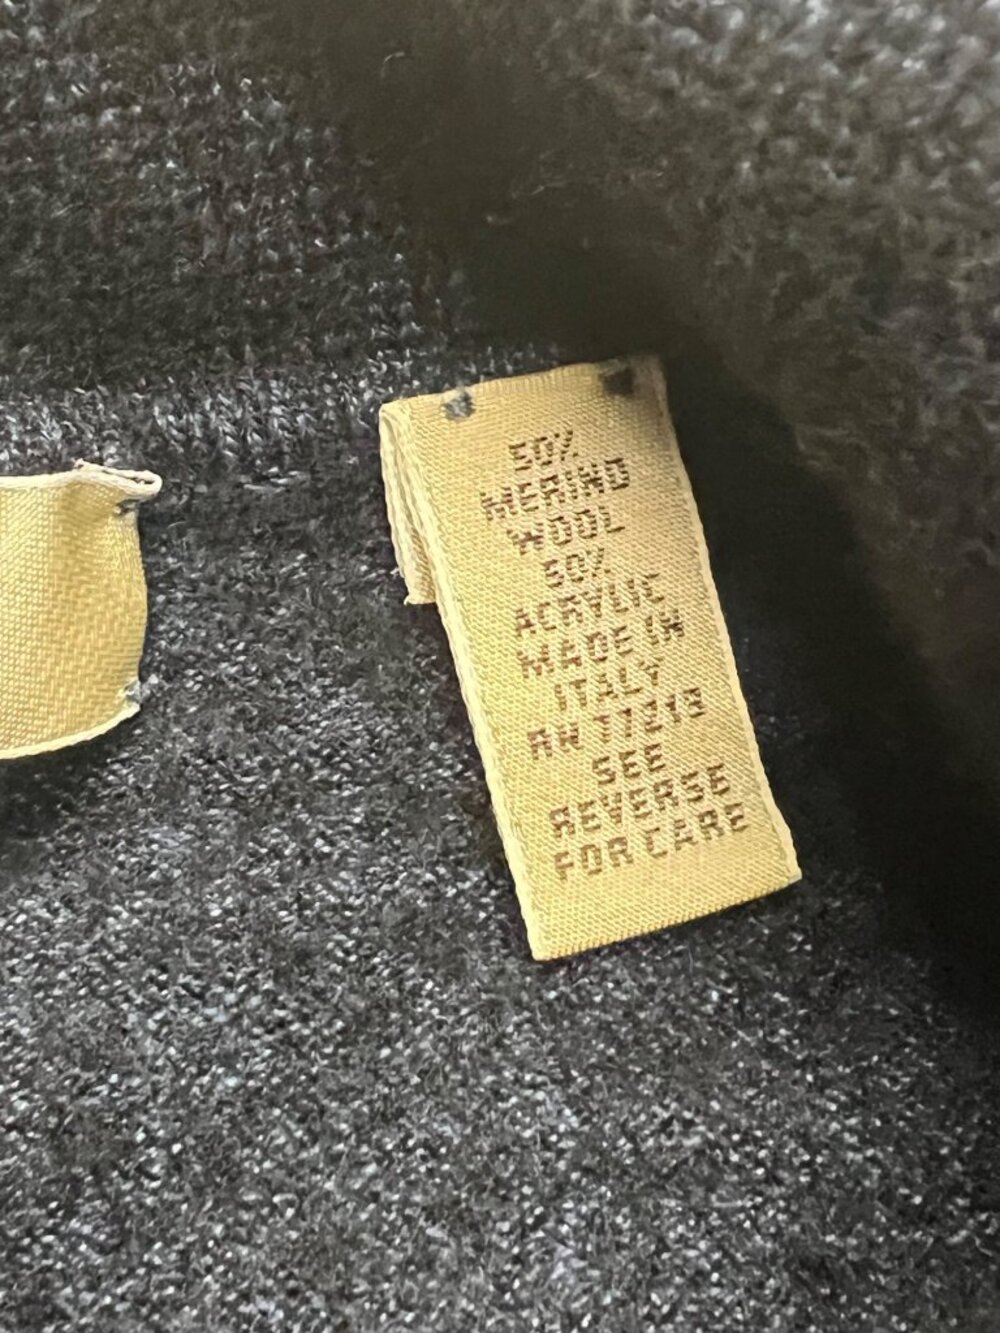 50%
MERINO
WOOL
50%
ACRYLIC
MADE IN
ITALY
RN 77213
SEE
REVERSE
FOR CARE